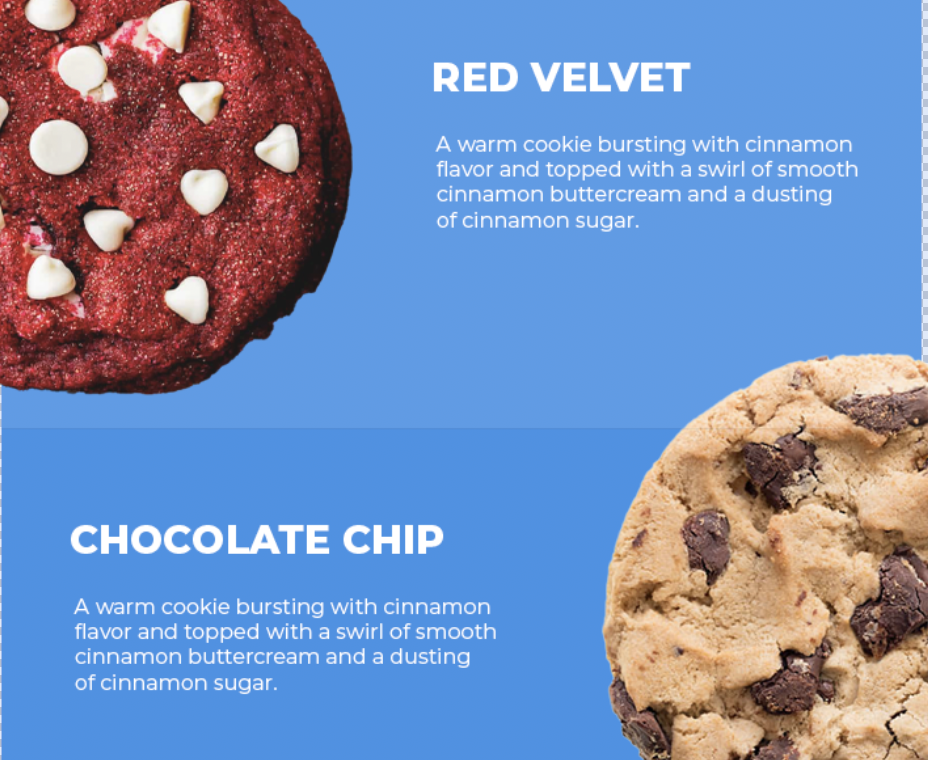 RED VELVET
A warm cookie bursting with cinnamon
flavor and topped with a swirl of smooth
cinnamon buttercream and a dusting
of cinnamon sugar.
CHOCOLATE CHIP
A warm cookie bursting with cinnamon
flavor and topped with a swirl of smooth
cinnamon buttercream and a dusting
of cinnamon sugar.